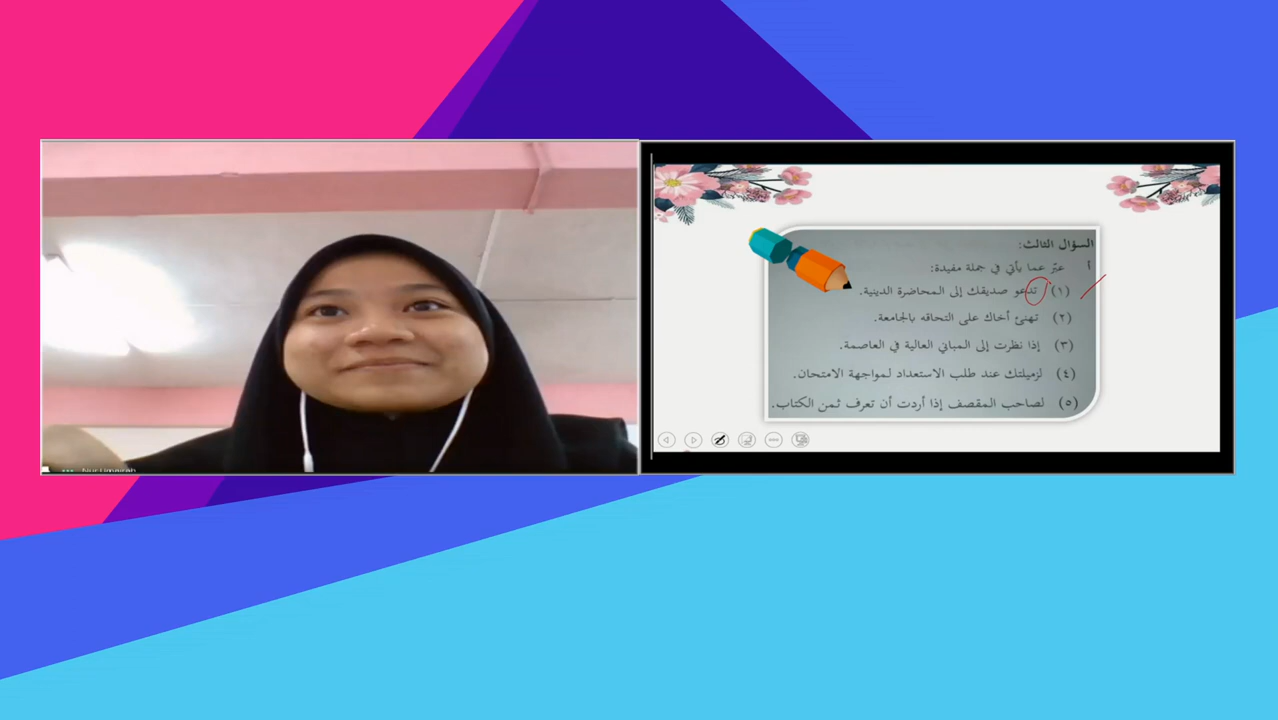 السؤال الثالث:
أ عبّر عما يأتي في جملة مفيدة:
(١) تدعو صديقك إلى المحاضرة الدينية.
(٢) تهنئ أخاك على التحاقه بالجامعة.
(٣) إذا نظرت إلى المباني العالية في العاصمة.
(٤) لزميلتك عند طلب الاستعداد لمواجهة الامتحان.
(٥) لصاحب المقصف إذا أردت أن تعرف ثمن الكتاب.